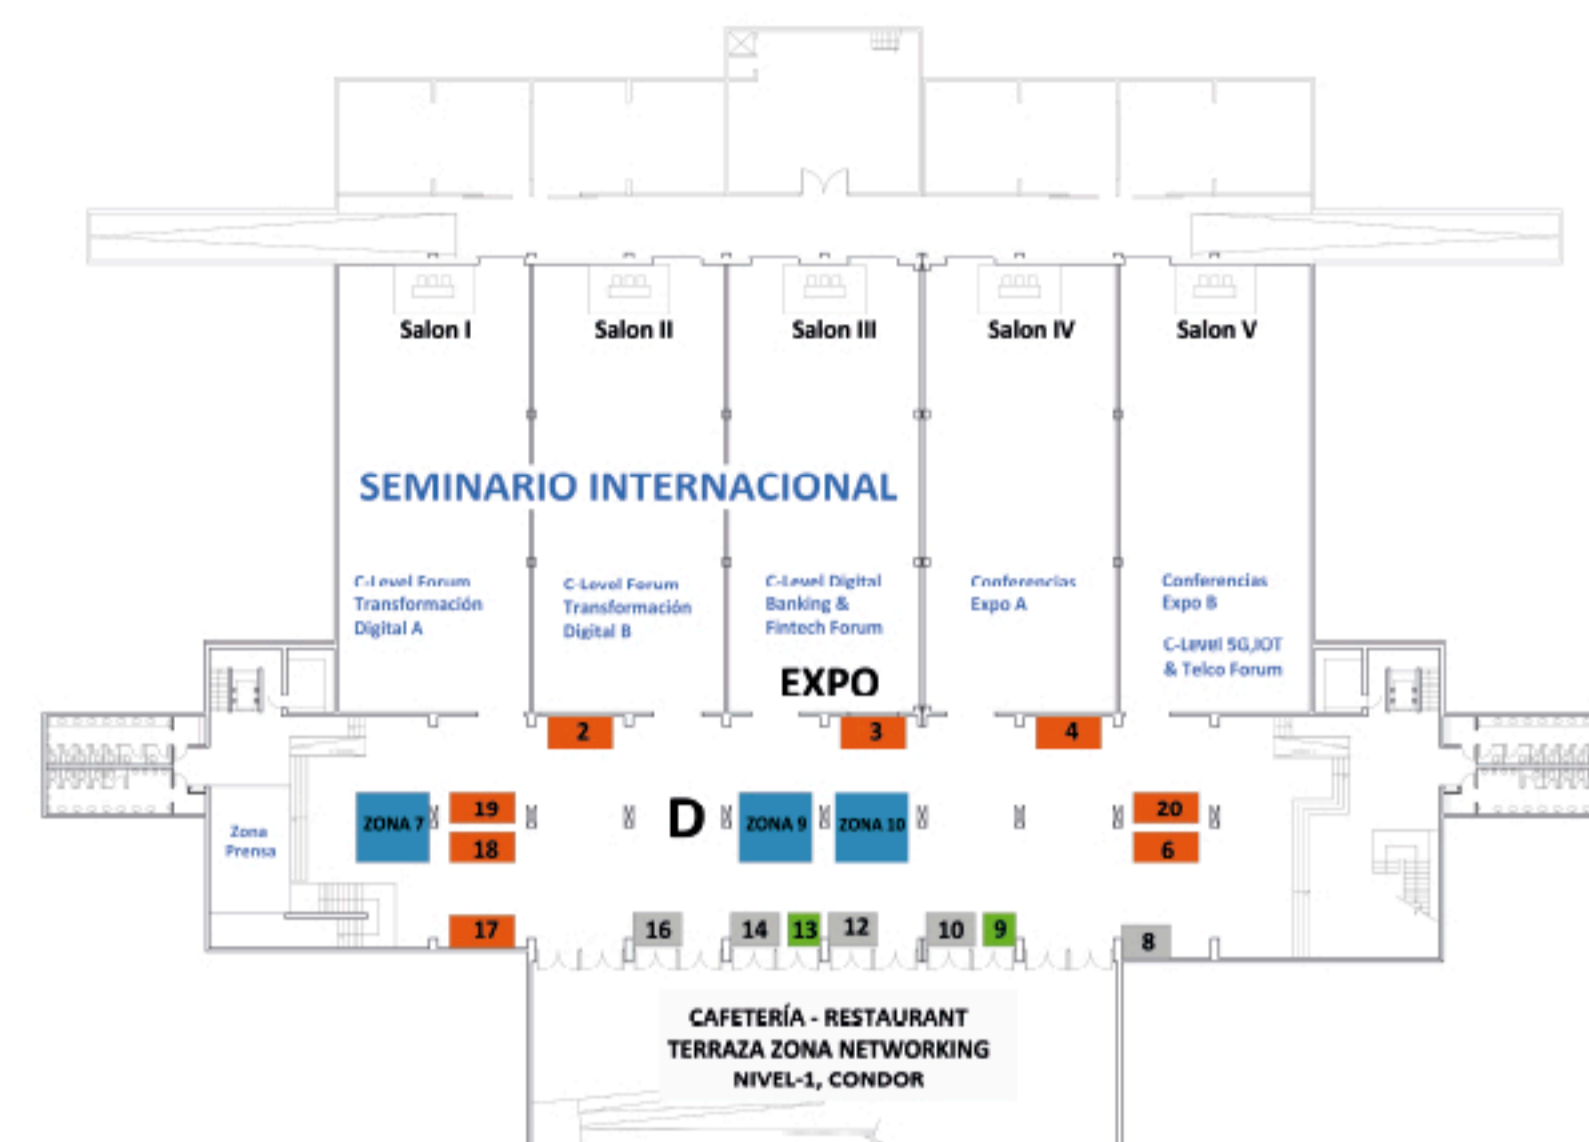 Salon I
Salon II
Salon III
Salon IV
Salon V
SEMINARIO INTERNACIONAL
C-Level Forum
Transformación
Digital A
C-Level Forum
Transformación
Digital B
C-Level Digital
Banking &
Fintech Forum
Conferencias
Expo A
Conferencias
Expo B
C-Level 5G,IOT
& Telco Forum
EXPO
2
3
4
Zona
Prensa
ZONA 7
19
18
D
ZONA 9
ZONA 10
20
6
17
16
14
13
12
10
9
8
CAFETERÍA - RESTAURANT
TERRAZA ZONA NETWORKING
NIVEL-1, CONDOR